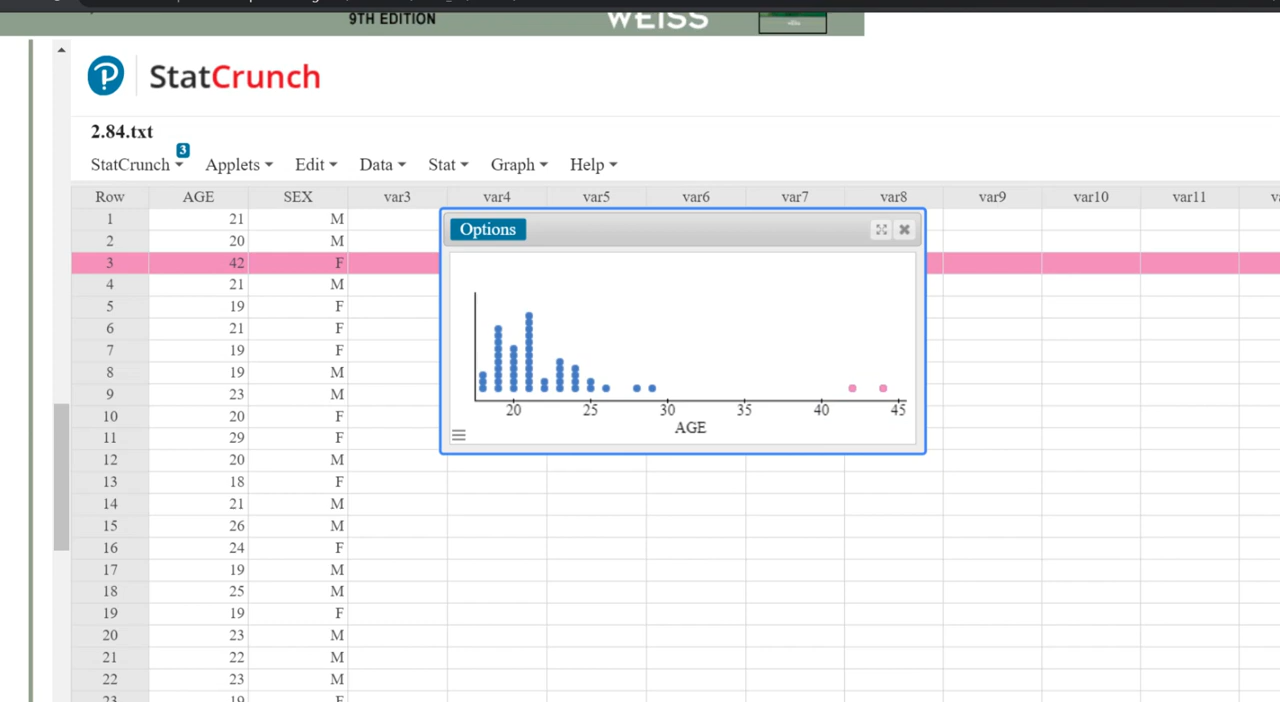 9TH EDITION WEISS
StatCrunch
2.84.txt
3
StatCrunch Applets Edit Data Stat Graph Help
Row AGE SEX var3 var4 var5 var6 var7 var8 var9 var10 var11
1 21 M
2 20 M
3 42 F
4 21 M
5 19 F
6 21 F
7 19 F
8 19 M
9 23 M
10 20 F
11 29 F
12 20 M
13 18 F
14 21 M
15 26 M
16 24 F
17 19 M
18 25 M
19 19 F
20 23 M
21 22 M
22 23 M
23 19 F
Options
20 25 30 35 40 45
AGE